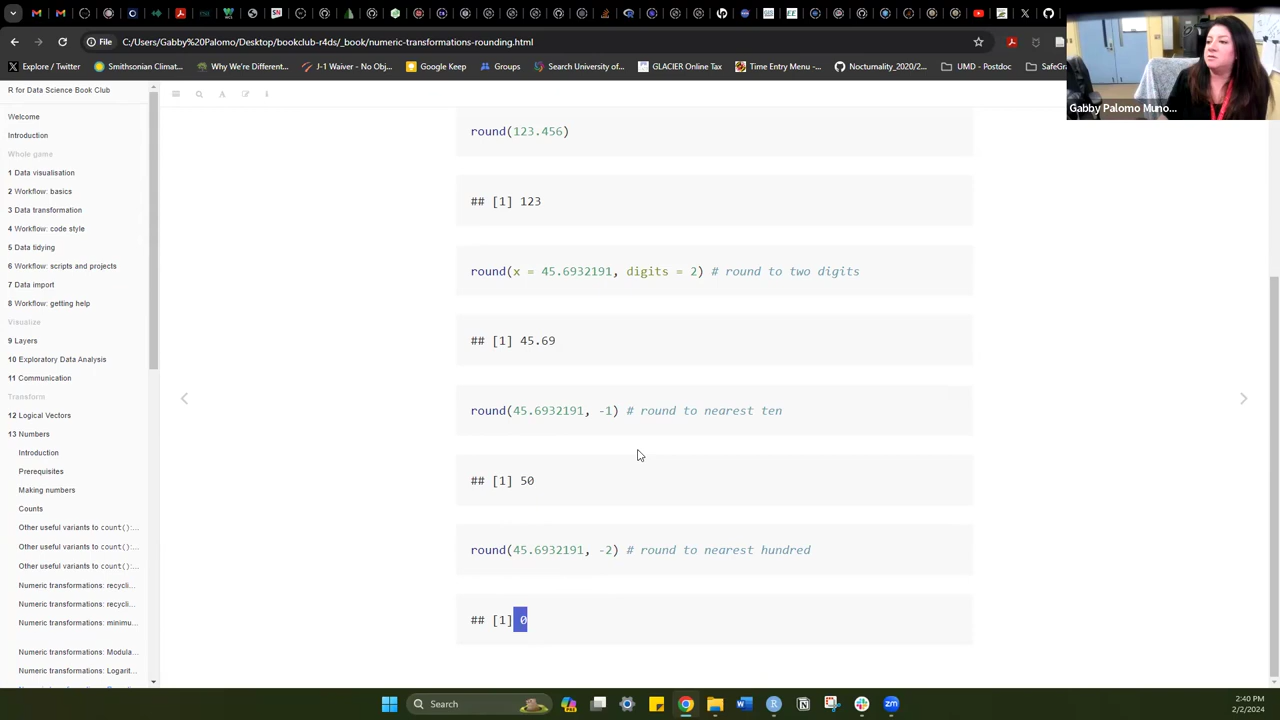 File
C:/Users/Gabby%20Palomo/Desktop/bookclub-r4ds/_book/numeric-transformations-rounding.html
Explore / Twitter
Smithsonian Climat...
Why We're Different...
J-1 Waiver - No Obj...
Google Keep
Search Univers
GLACIER Online Tax
Time Entry Menu -...
Nocturnality_2020/2...
UMD - Postdoc
SafeGra
Gabby Palomo Muno...
R for Data Science Book Club
Welcome
Introduction
Whole game
1 Data visualisation
2 Workflow: basics
3 Data transformation
4 Workflow: code style
5 Data tidying
6 Workflow: scripts and projects
7 Data import
8 Workflow: getting help
Visualize
9 Layers
10 Exploratory Data Analysis
11 Communication
Transform
12 Logical Vectors
13 Numbers
Introduction
Prerequisites
Making numbers
Counts
Other useful variants to count():...
Other useful variants to count():...
Other useful variants to count():...
Numeric transformations: recycli...
Numeric transformations: recycli...
Numeric transformations: minimu...
Numeric transformations: Modula...
Numeric transformations: Logarit...
round(123.456)
## [1] 123
round(x = 45.6932191, digits = 2) # round to two digits
## [1] 45.69
round(45.6932191, -1) # round to nearest ten
## [1] 50
round(45.6932191, -2) # round to nearest hundred
## [1] 0
Search
2:40 PM
2/2/2024